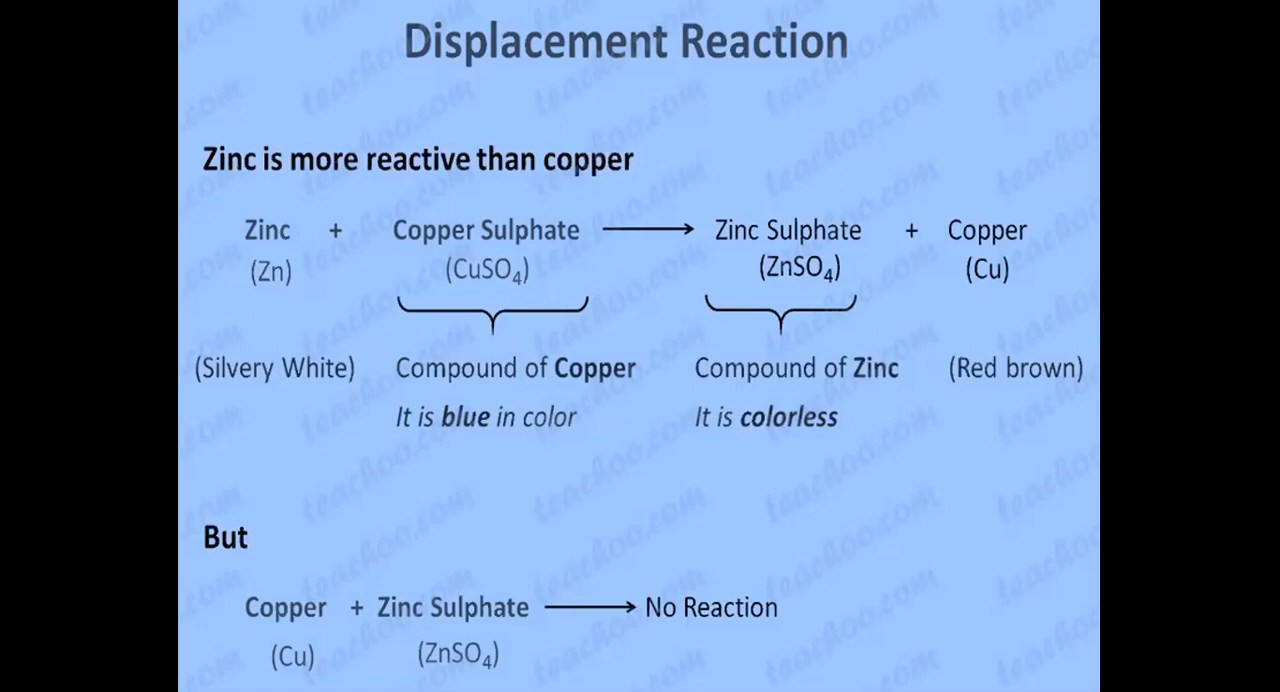 Displacement Reaction
Zinc is more reactive than copper
Zinc + Copper Sulphate ⟶ Zinc Sulphate + Copper
(Zn) (CuSO₄) (ZnSO₄) (Cu)
(Silvery White) Compound of Copper Compound of Zinc (Red brown)
It is blue in color It is colorless
But
Copper + Zinc Sulphate ⟶ No Reaction
(Cu) (ZnSO₄)
teachoo.com